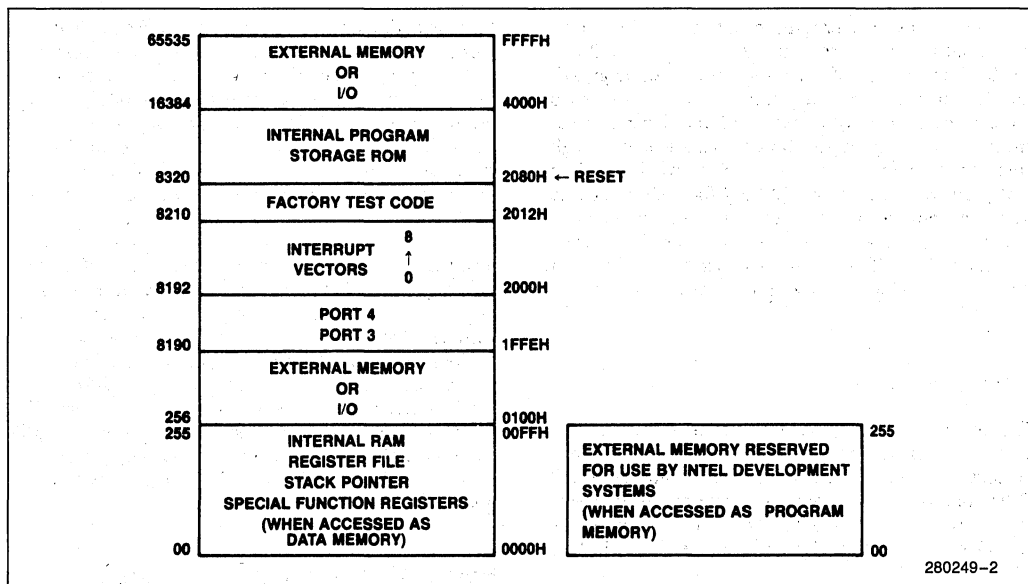 65535 EXTERNAL MEMORY FFFFH
OR
I/O
16384 4000H
INTERNAL PROGRAM
STORAGE ROM
8320 2080H ← RESET
FACTORY TEST CODE
8210 2012H
8
INTERRUPT ↑
VECTORS
0
8192 2000H
PORT 4
PORT 3
8190 1FFEH
EXTERNAL MEMORY
OR
I/O
256 0100H
255 00FFH
INTERNAL RAM
REGISTER FILE
STACK POINTER
SPECIAL FUNCTION REGISTERS
(WHEN ACCESSED AS
DATA MEMORY)
00 0000H
255
EXTERNAL MEMORY RESERVED
FOR USE BY INTEL DEVELOPMENT
SYSTEMS
(WHEN ACCESSED AS PROGRAM
MEMORY)
00
280249-2